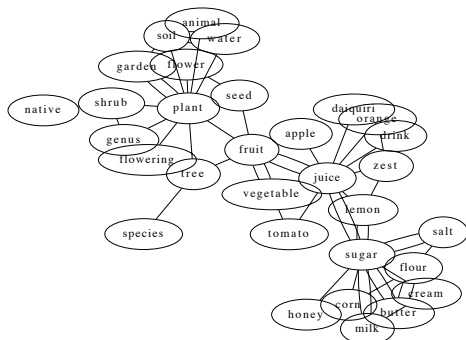 animal
soil
water
garden
flower
seed
shrub
plant
native
daiquiri
orange
drink
apple
genus
fruit
flowering
zest
tree
juice
vegetable
lemon
species
tomato
salt
sugar
flour
cream
corn
honey
butter
milk